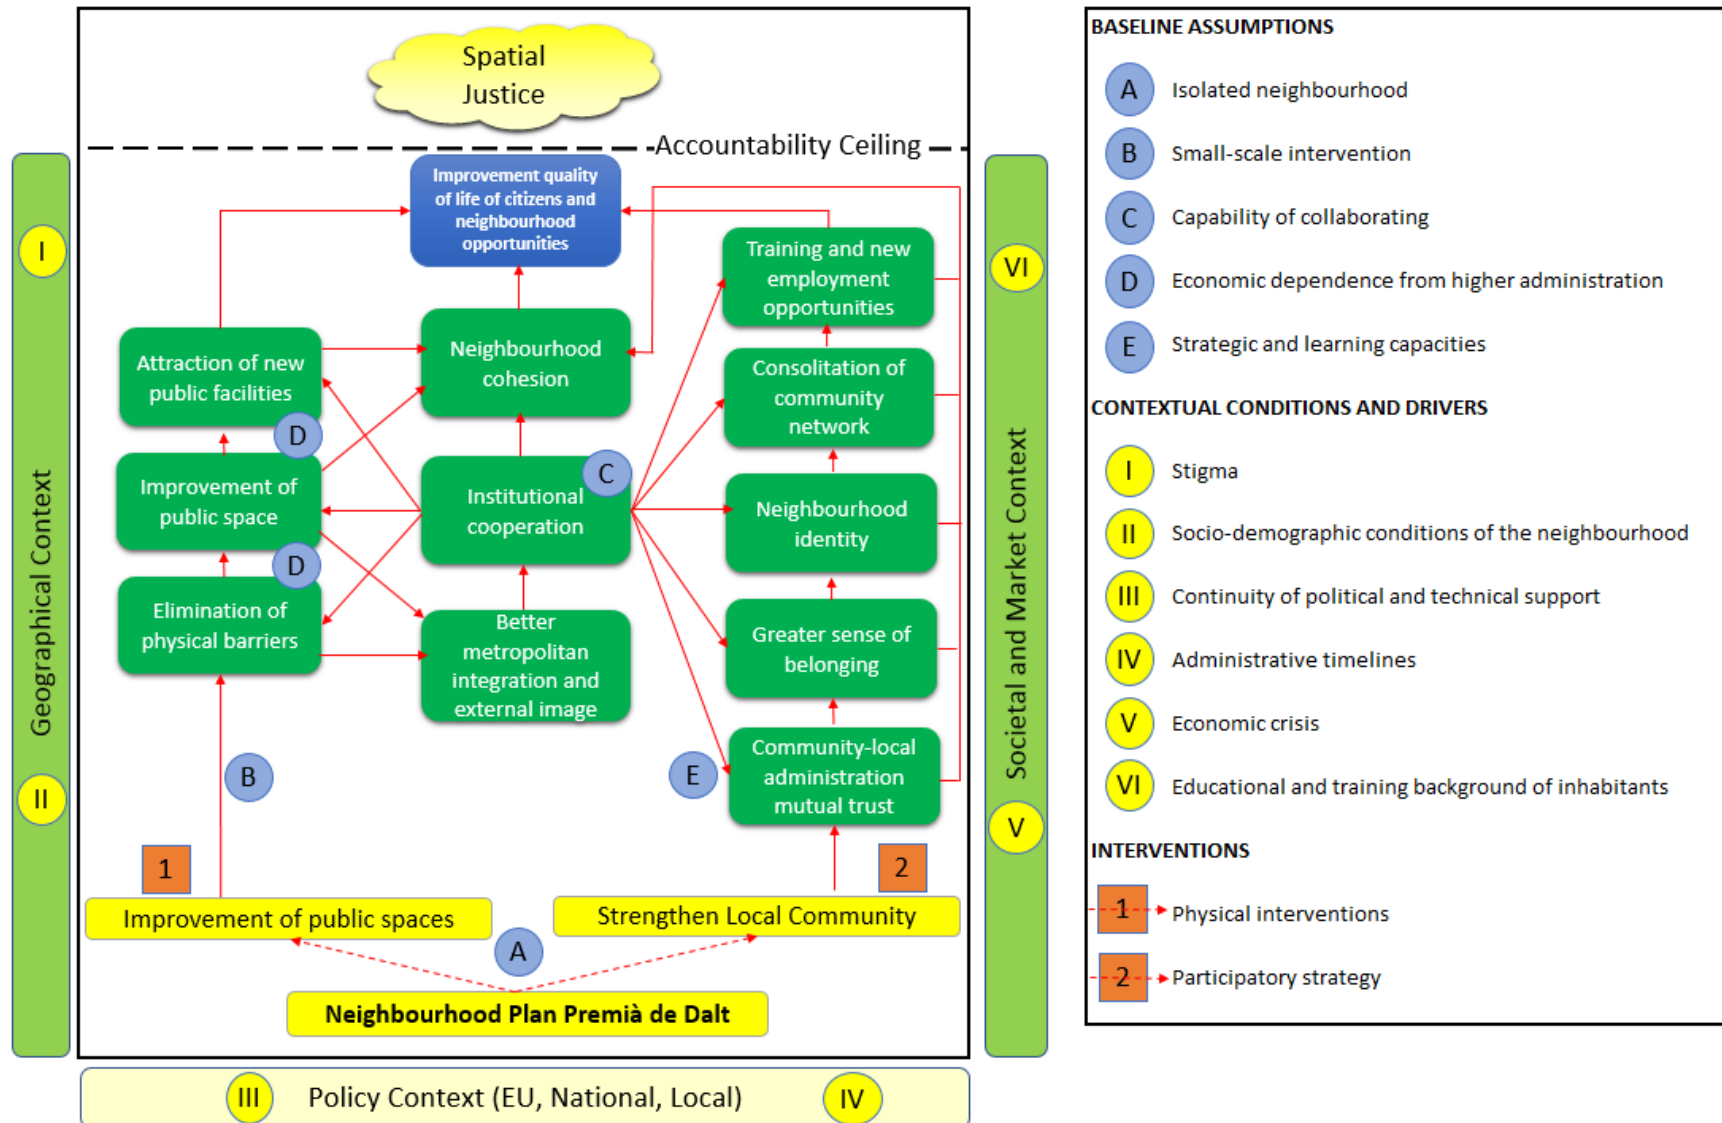 Spatial
Justice
Accountability Ceiling
Improvement quality
of life of citizens and
neighbourhood
opportunities
I
Geographical Context
II
Attraction of new
public facilities
D
Improvement of
public space
D
Elimination of
physical barriers
B
Neighbourhood
cohesion
C
Institutional
cooperation
Better
metropolitan
integration and
external image
Training and new
employment
opportunities
Consolitation of
community
network
Neighbourhood
identity
Greater sense of
belonging
E
Community-local
administration
mutual trust
VI
Societal and Market Context
V
1
Improvement of public spaces
2
Strengthen Local Community
A
Neighbourhood Plan Premià de Dalt
III
Policy Context (EU, National, Local)
IV
BASELINE ASSUMPTIONS
A Isolated neighbourhood
B Small-scale intervention
C Capability of collaborating
D Economic dependence from higher administration
E Strategic and learning capacities
CONTEXTUAL CONDITIONS AND DRIVERS
I Stigma
II Socio-demographic conditions of the neighbourhood
III Continuity of political and technical support
IV Administrative timelines
V Economic crisis
VI Educational and training background of inhabitants
INTERVENTIONS
1 Physical interventions
2 Participatory strategy